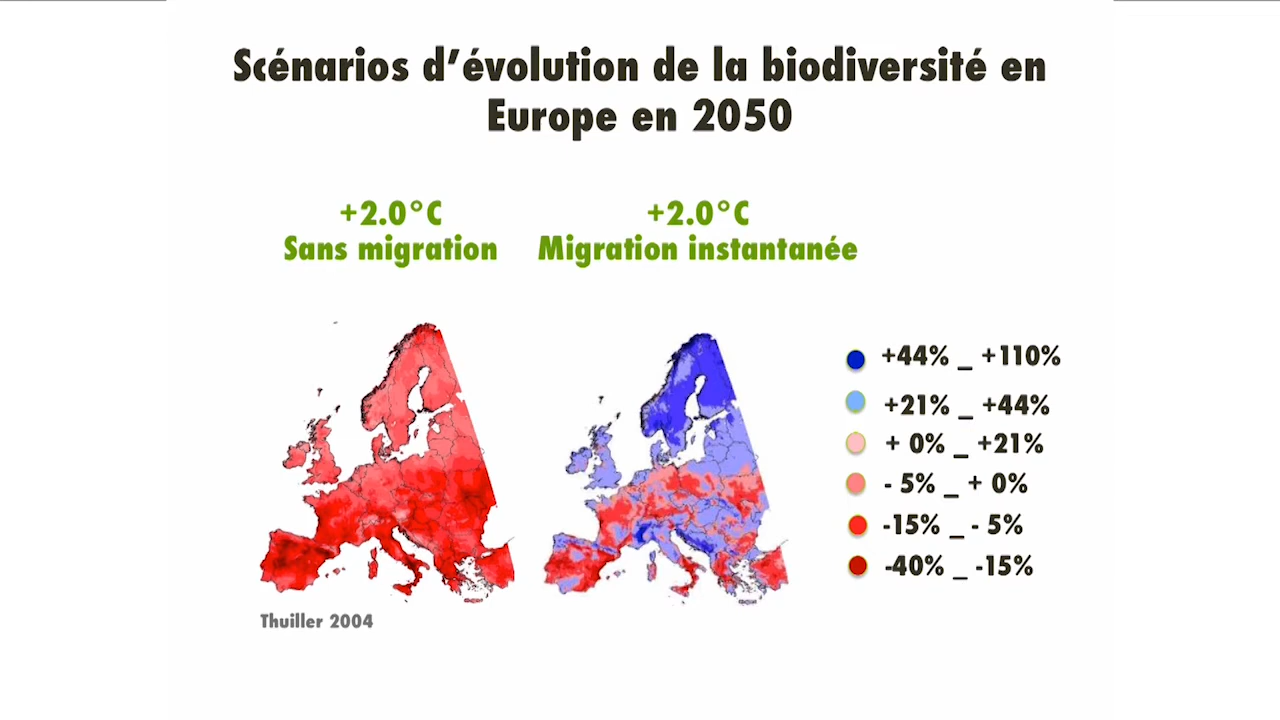 Scénarios d’évolution de la biodiversité en
Europe en 2050
+2.0°C
Sans migration
+2.0°C
Migration instantanée
+44% _ +110%
+21% _ +44%
+ 0% _ +21%
- 5% _ + 0%
-15% _ - 5%
-40% _ -15%
Thuiller 2004